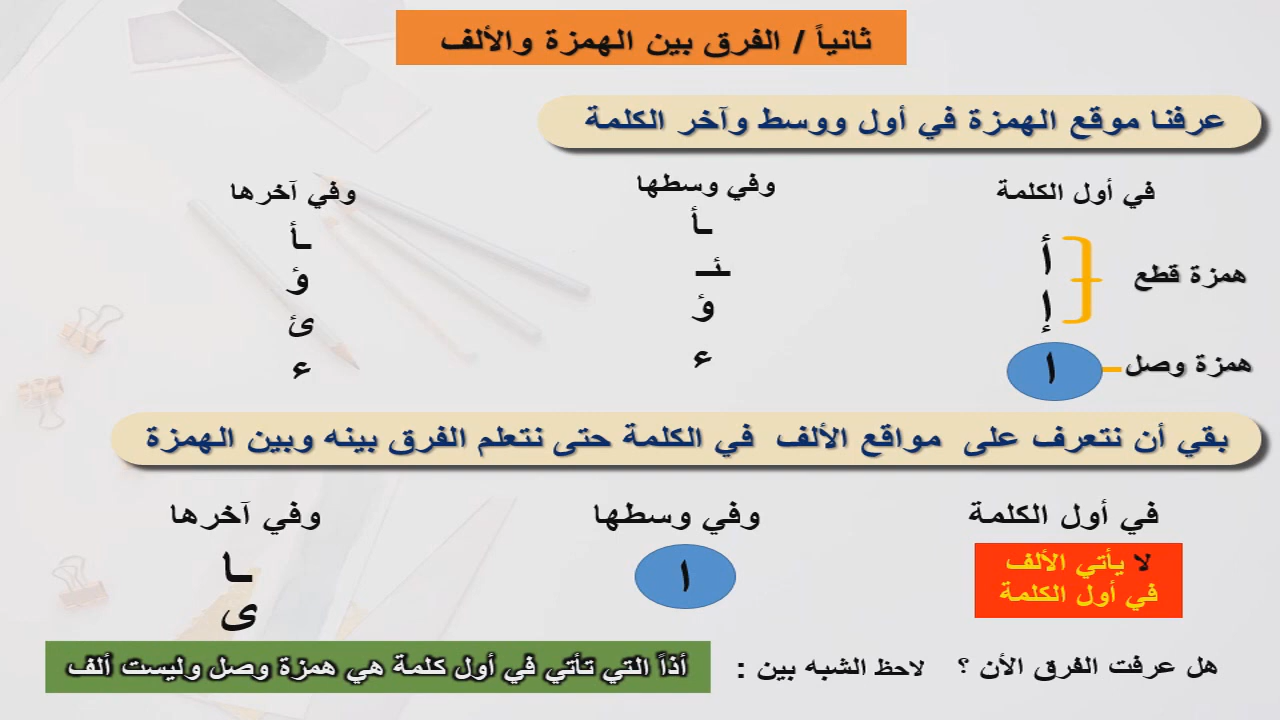 ثانياً / الفرق بين الهمزة والألف
عرفنا موقع الهمزة في أول ووسط وآخر الكلمة
في أول الكلمة
همزة قطع
أ
إ
همزة وصل
ا
وفي وسطها
ـأ
ـئـ
ؤ
ء
وفي آخرها
ـأ
ؤ
ئ
ء
بقي أن نتعرف على مواقع الألف في الكلمة حتى نتعلم الفرق بينه وبين الهمزة
في أول الكلمة
لا يأتي الألف
في أول الكلمة
وفي وسطها
ا
وفي آخرها
ـا
ى
هل عرفت الفرق الأن ؟ لاحظ الشبه بين :
أذاً التي تأتي في أول كلمة هي همزة وصل وليست ألف